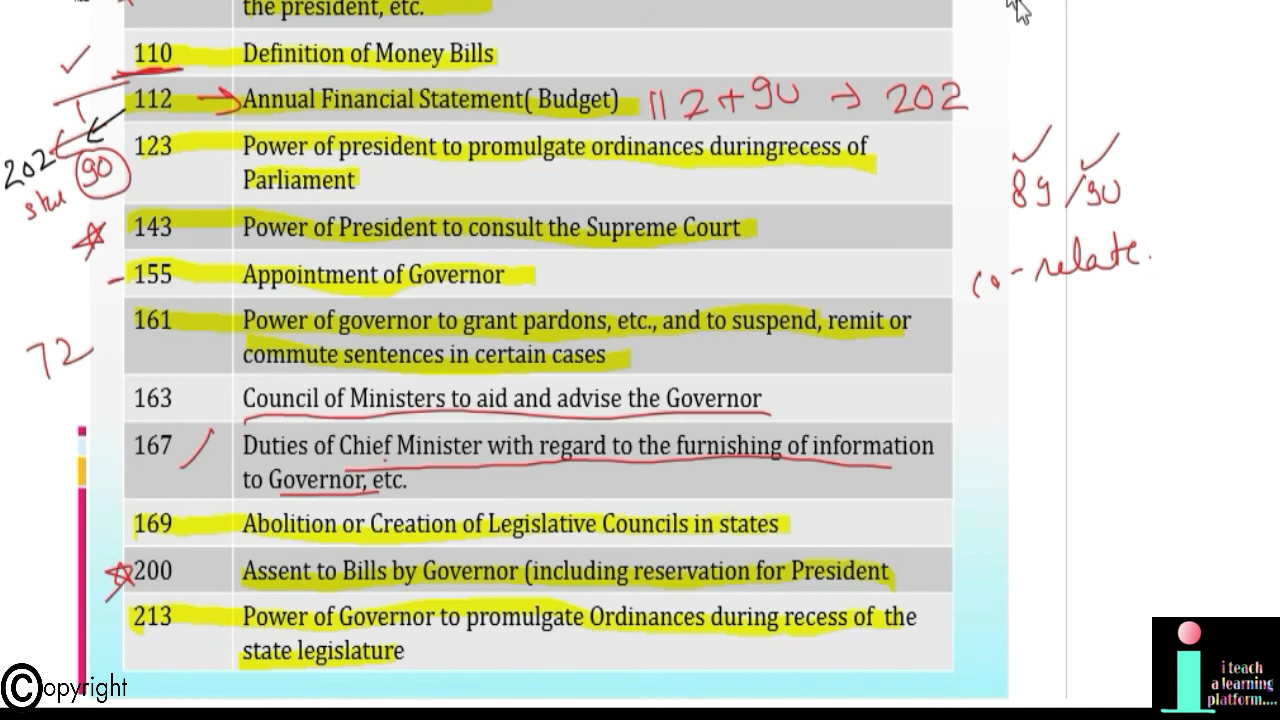 the president, etc.
110 Definition of Money Bills
112 Annual Financial Statement( Budget) 112+90 → 202
123 Power of president to promulgate ordinances duringrecess of
Parliament
202
90
89/90
143 Power of President to consult the Supreme Court
155 Appointment of Governor
co-relate.
161 Power of governor to grant pardons, etc., and to suspend, remit or
72
commute sentences in certain cases
163 Council of Ministers to aid and advise the Governor
167 Duties of Chief Minister with regard to the furnishing of information
to Governor, etc.
169 Abolition or Creation of Legislative Councils in states
200 Assent to Bills by Governor (including reservation for President
213 Power of Governor to promulgate Ordinances during recess of the
state legislature
©opyright
i teach
a learning
platform....